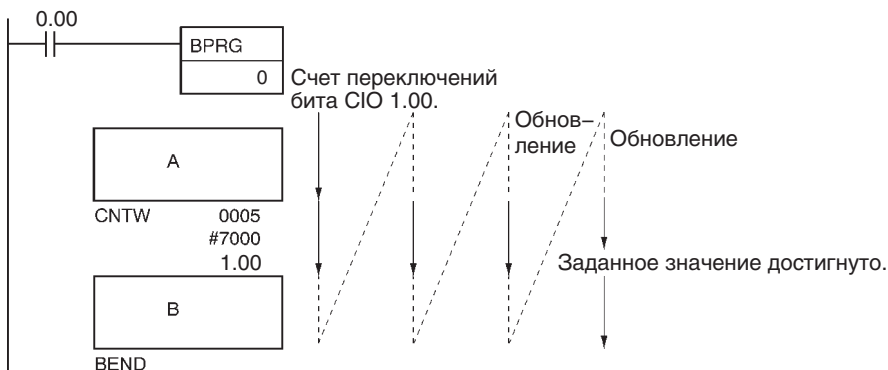 0.00
BPRG
0
Счет переключений
бита CIO 1.00.
Обнов–
ление
Обновление
A
CNTW 0005
#7000
1.00
Заданное значение достигнуто.
B
BEND